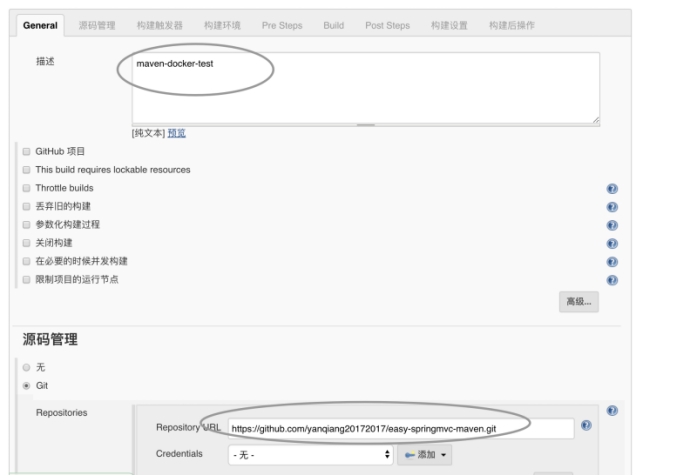 General 源码管理 构建触发器 构建环境 Pre Steps Build Post Steps 构建设置 构建后操作
描述
maven-docker-test
[纯文本] 预览
GitHub 项目
This build requires lockable resources
Throttle builds
丢弃旧的构建
参数化构建过程
关闭构建
在必要的时候并发构建
限制项目的运行节点
高级...
源码管理
无
Git
Repositories
Repository URL https://github.com/yanqiang20172017/easy-springmvc-maven.git
Credentials - 无 - 添加